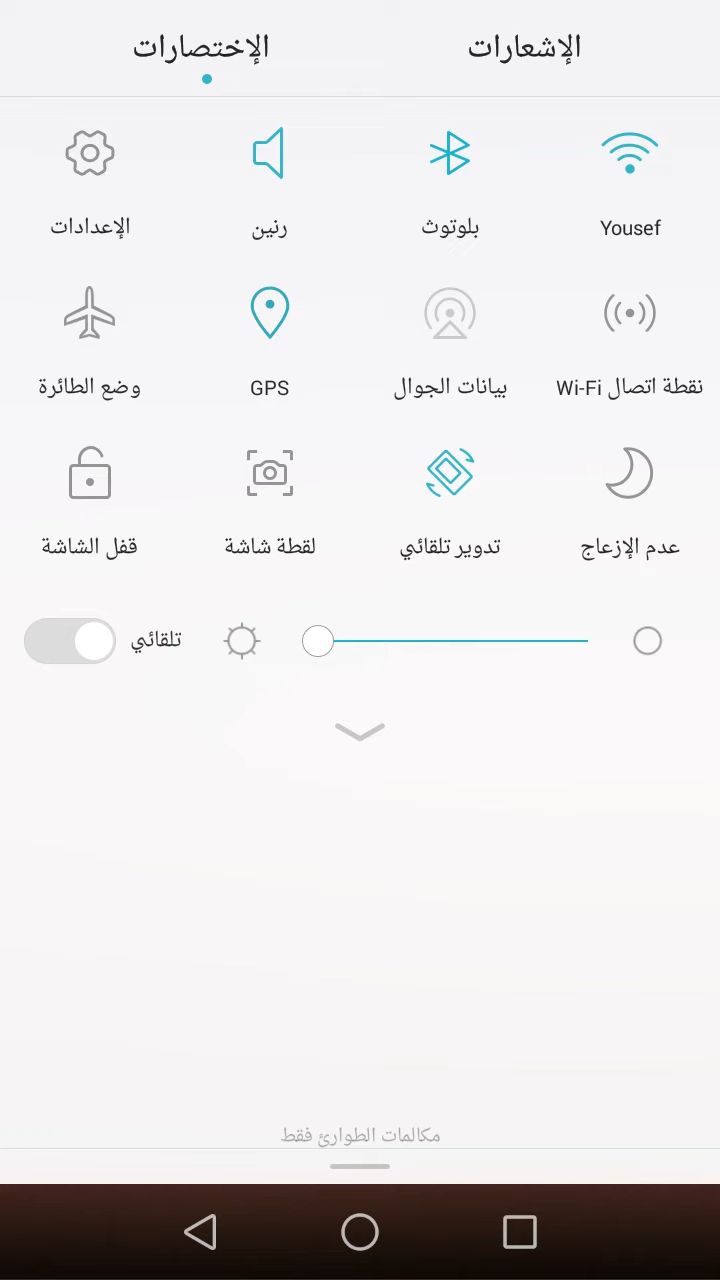 الإشعارات
الإختصارات
Yousef
بلوتوث
رنين
الإعدادات
نقطة اتصال Wi-Fi
بيانات الجوال
GPS
وضع الطائرة
عدم الإزعاج
تدوير تلقائي
لقطة شاشة
قفل الشاشة
تلقائي
مكالمات الطوارئ فقط